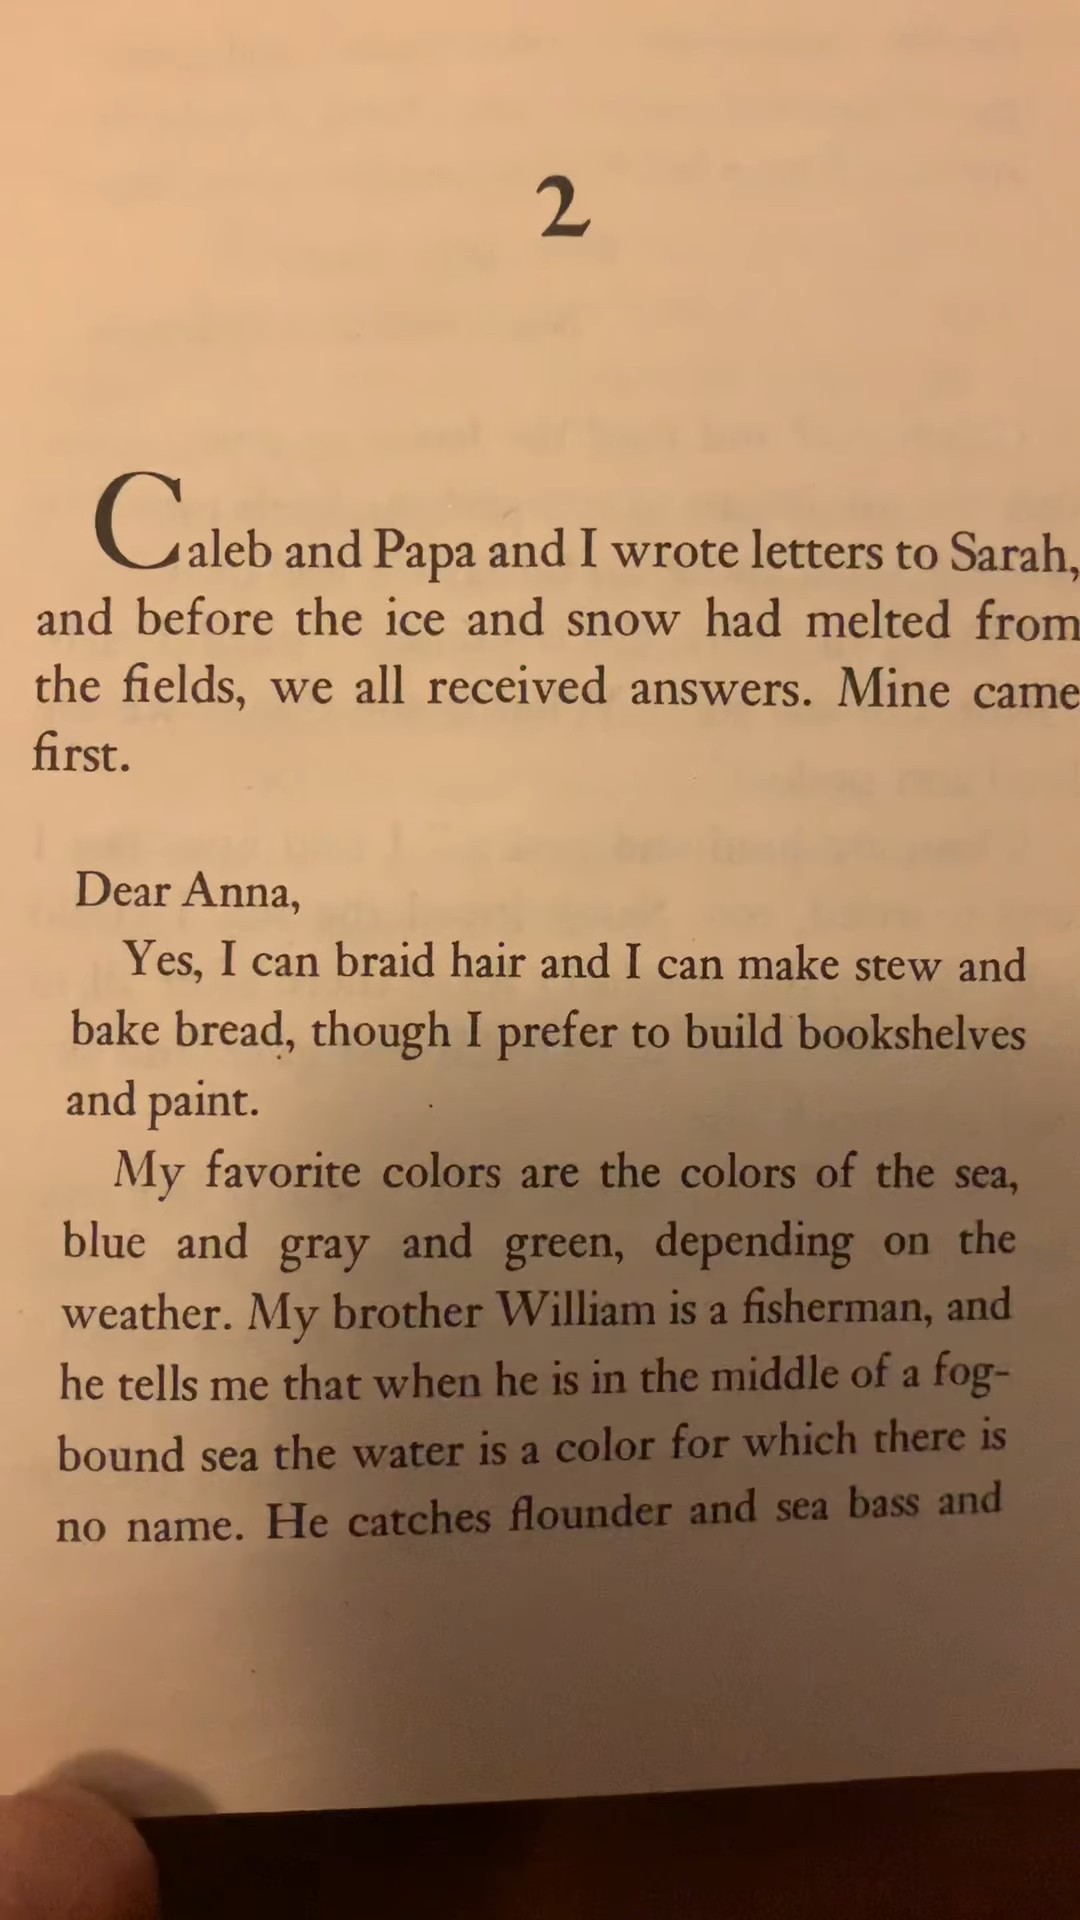 2
Caleb and Papa and I wrote letters to Sarah,
and before the ice and snow had melted from
the fields, we all received answers. Mine came
first.
Dear Anna,
Yes, I can braid hair and I can make stew and
bake bread, though I prefer to build bookshelves
and paint.
My favorite colors are the colors of the sea,
blue and gray and green, depending on the
weather. My brother William is a fisherman, and
he tells me that when he is in the middle of a fog-
bound sea the water is a color for which there is
no name. He catches flounder and sea bass and